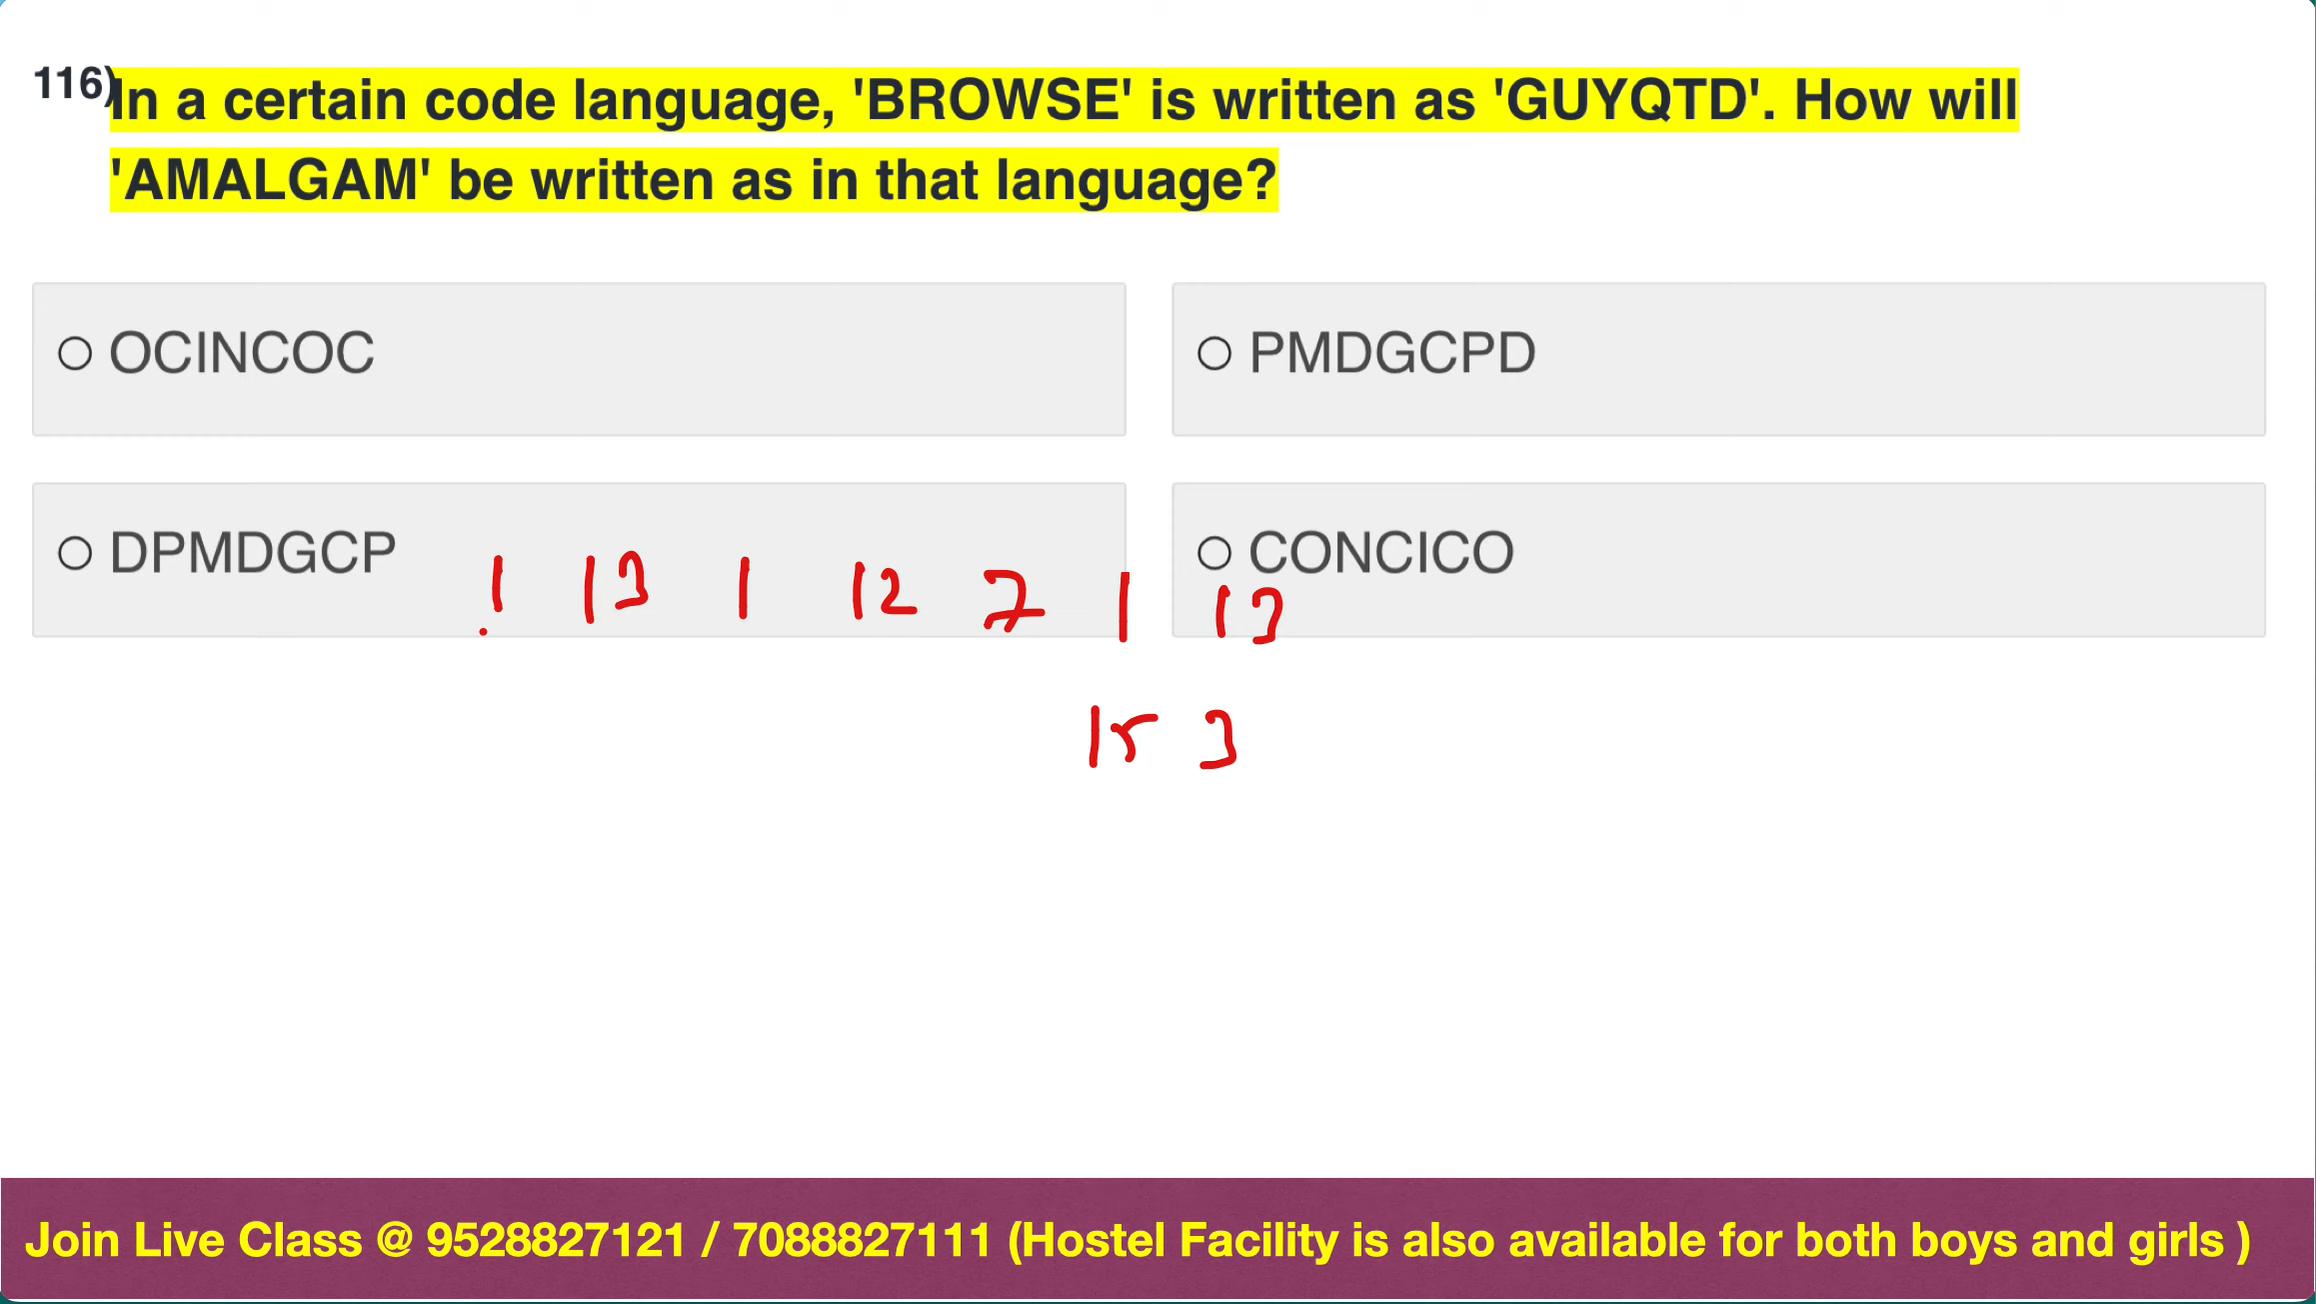 116) In a certain code language, 'BROWSE' is written as 'GUYQTD'. How will
'AMALGAM' be written as in that language?
OCINCOC
PMDGCPD
DPMDGCP
CONCICO
1 13 1 12 7 1 13
15 3
Join Live Class @ 9528827121 / 7088827111 (Hostel Facility is also available for both boys and girls )